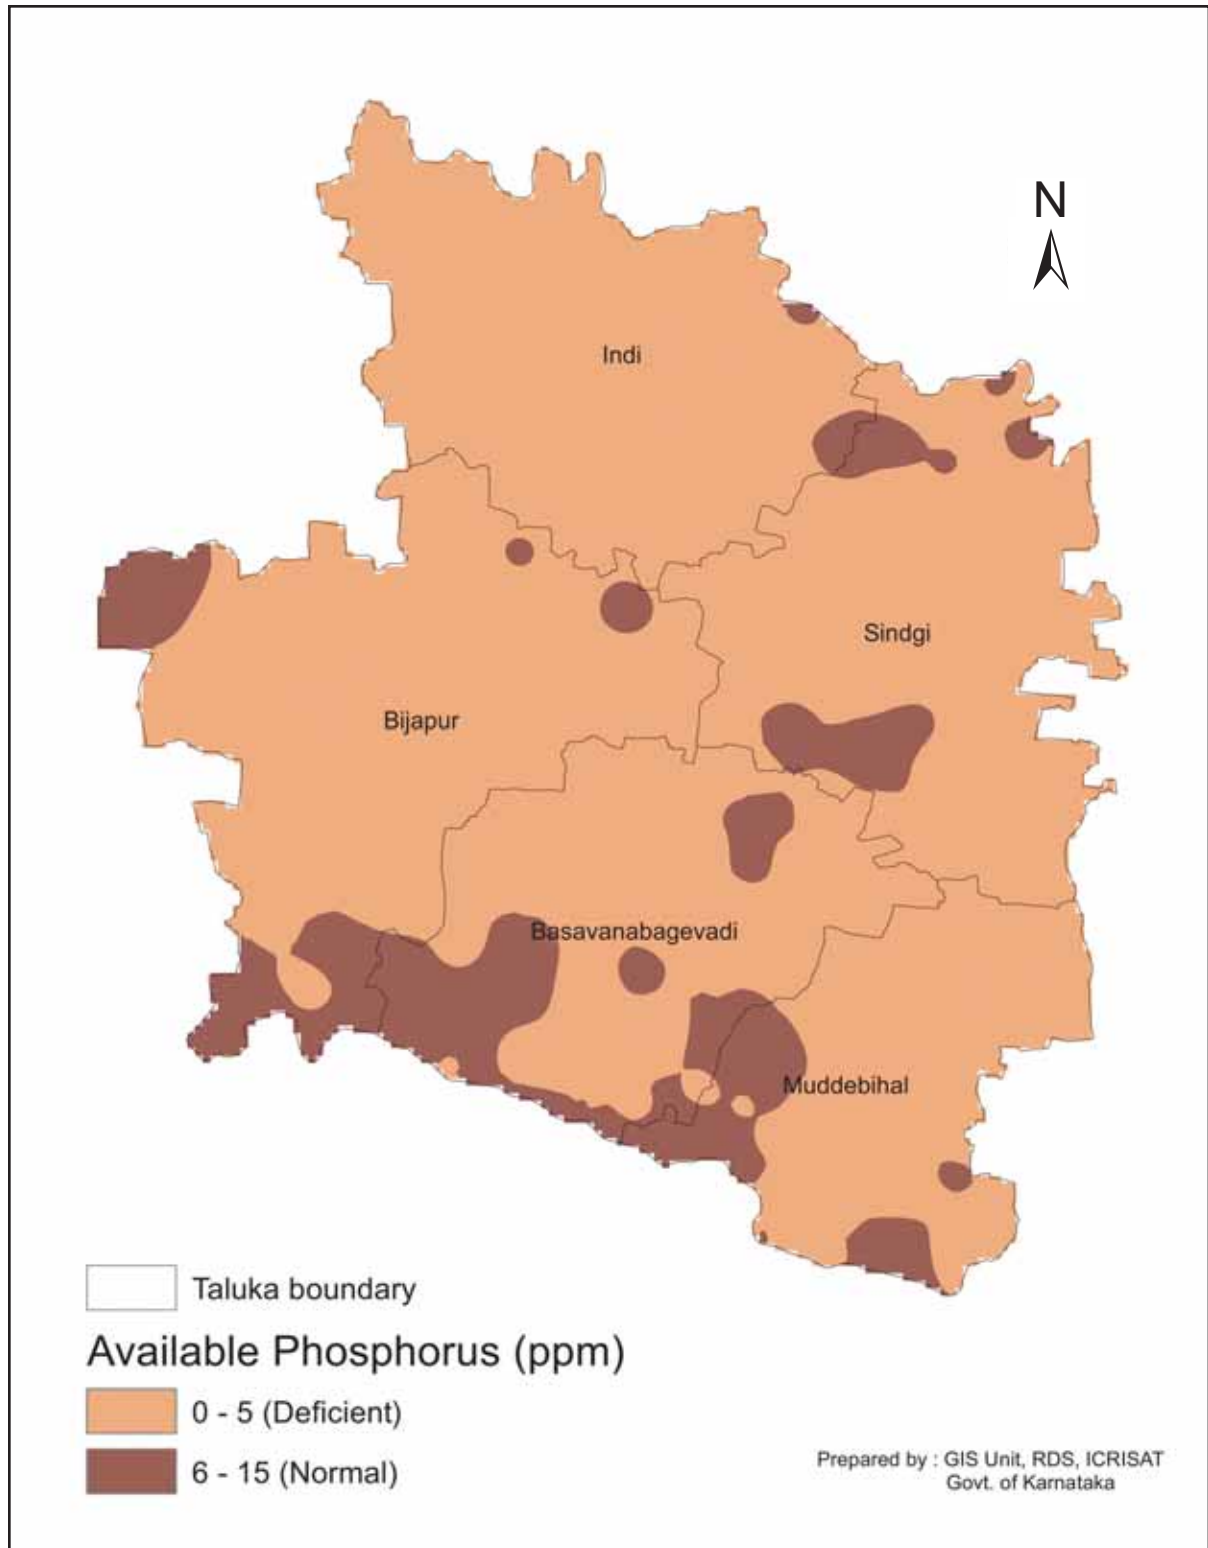 N
Indi
Sindgi
Bijapur
Basavanabagevadi
Muddebihal
Taluka boundary
Available Phosphorus (ppm)
0 - 5 (Deficient)
6 - 15 (Normal)
Prepared by : GIS Unit, RDS, ICRISAT
Govt. of Karnataka